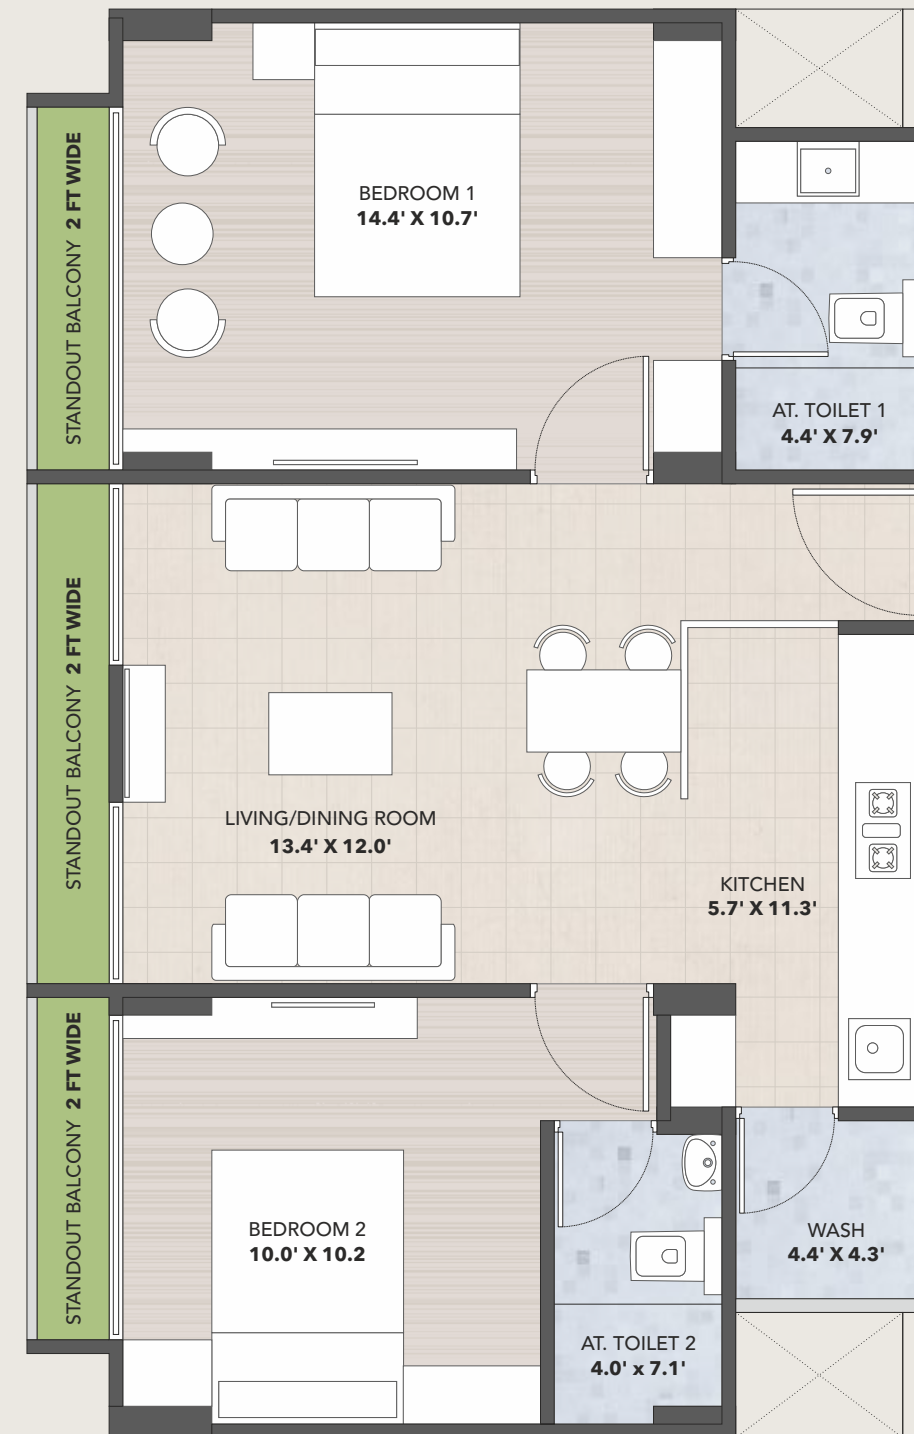 BEDROOM 1
14.4' X 10.7'
STANDOUT BALCONY 2 FT WIDE
AT. TOILET 1
4.4' X 7.9'
STANDOUT BALCONY 2 FT WIDE
LIVING/DINING ROOM
13.4' X 12.0'
KITCHEN
5.7' X 11.3'
STANDOUT BALCONY 2 FT WIDE
BEDROOM 2
10.0' X 10.2
WASH
4.4' X 4.3'
AT. TOILET 2
4.0' x 7.1'